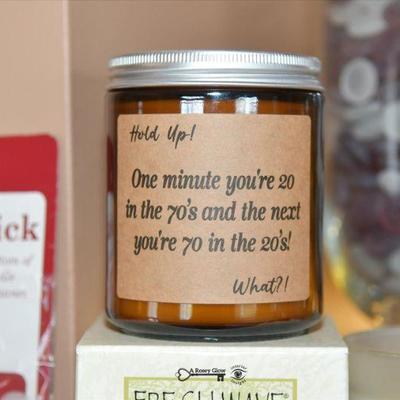 Hold Up!
One minute you're 20
in the 70's and the next
you're 70 in the 20's!
What?!
ick
A Rosey Glow
FRESHWAVE